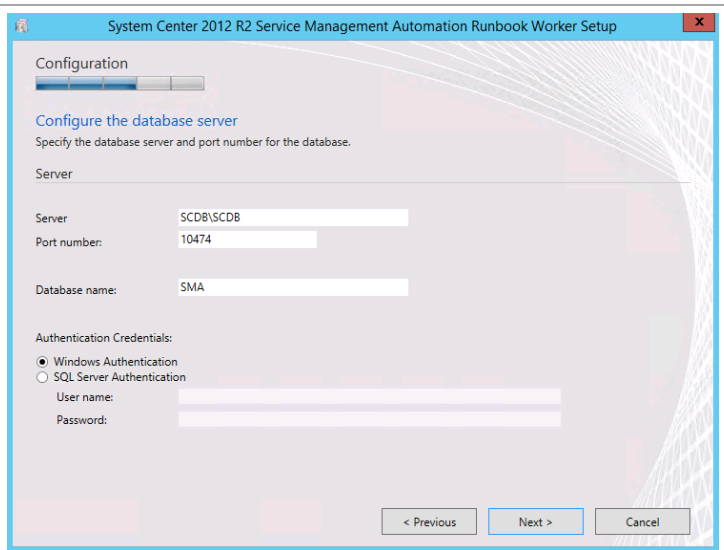 System Center 2012 R2 Service Management Automation Runbook Worker Setup
x
Configuration
Configure the database server
Specify the database server and port number for the database.
Server
Server SCDB\SCDB
Port number: 10474
Database name: SMA
Authentication Credentials:
Windows Authentication
SQL Server Authentication
User name:
Password:
< Previous Next > Cancel